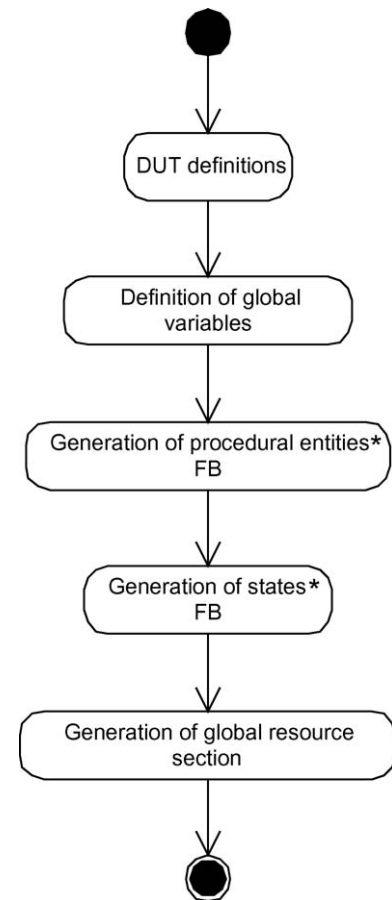 DUT definitions
Definition of global
variables
Generation of procedural entities*
FB
Generation of states*
FB
Generation of global resource
section